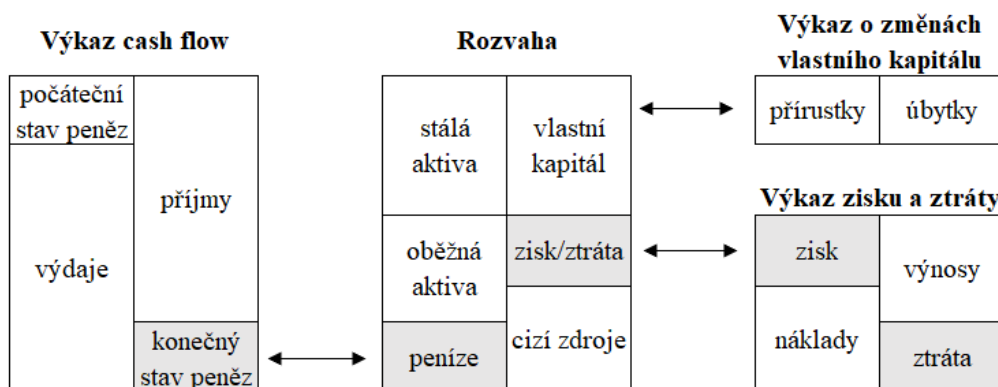 Výkaz cash flow
počáteční
stav peněz
příjmy
výdaje
konečný
stav peněz
Rozvaha
stálá
aktiva
vlastní
kapitál
oběžná
aktiva
zisk/ztráta
peníze
cizí zdroje
Výkaz o změnách
vlastního kapitálu
přírustky
úbytky
Výkaz zisku a ztráty
zisk
výnosy
náklady
ztráta